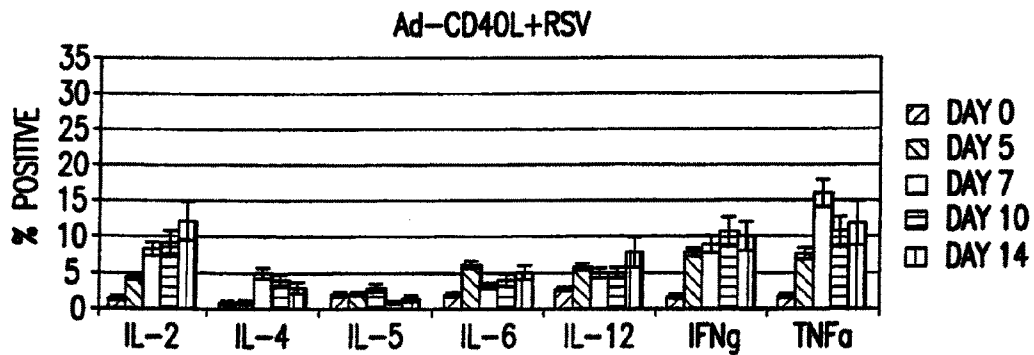 Ad-CD40L+RSV
% POSITIVE
35
30
25
20
15
10
5
0
IL-2 IL-4 IL-5 IL-6 IL-12 IFNg TNFa
DAY 0
DAY 5
DAY 7
DAY 10
DAY 14